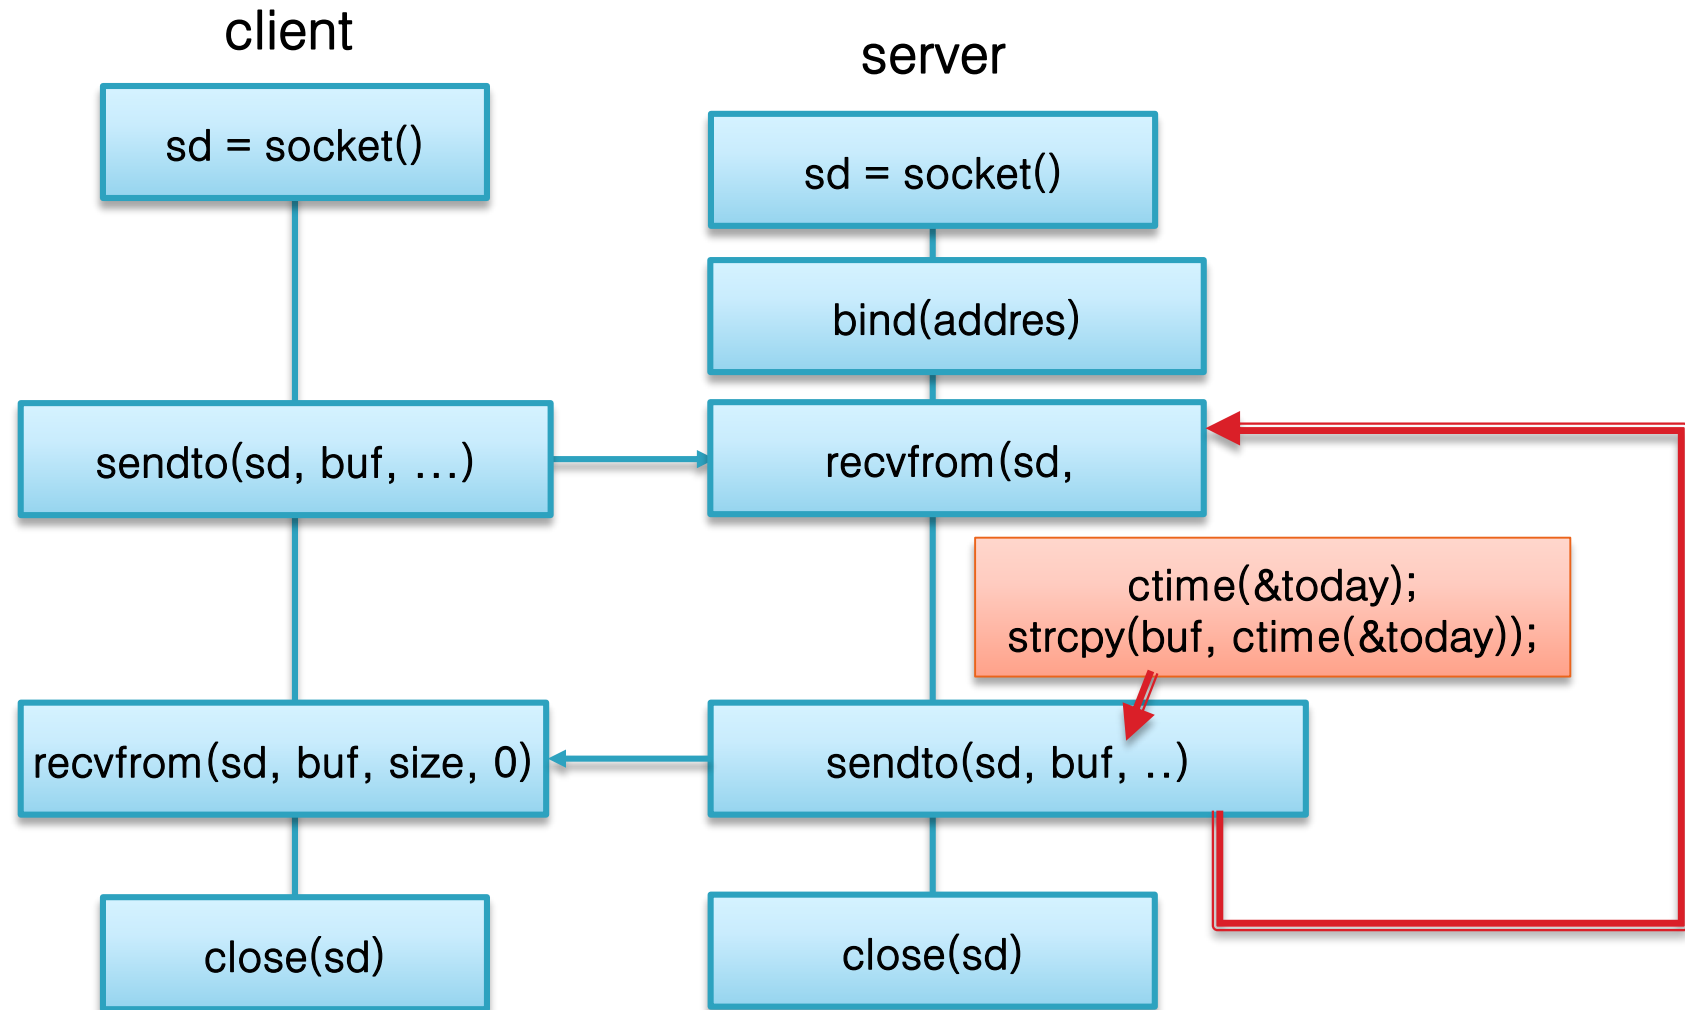 client
server
sd = socket()
sd = socket()
bind(addres)
sendto(sd, buf, ...)
recvfrom(sd,
ctime(&today);
strcpy(buf, ctime(&today));
recvfrom(sd, buf, size, 0)
sendto(sd, buf, ..)
close(sd)
close(sd)